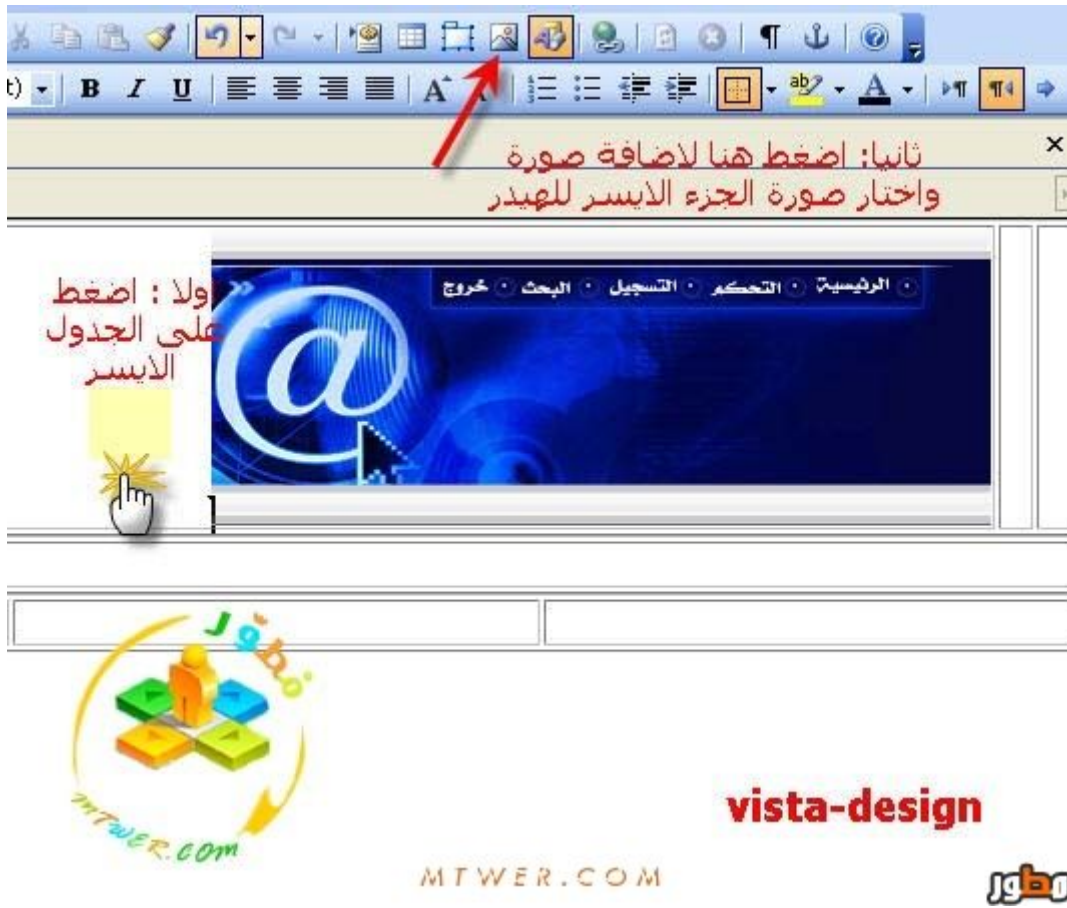 B I U
ثانيا: اضغط هنا لاضافة صورة
واختار صورة الجزء الايسر للهيدر
اولا : اضغط
على الجدول
الايسر
الرئيسية · التحكم · التسجيل · البحث · خروج
مطور
mTWER.COM
vista-design
MTWER.COM
مطور